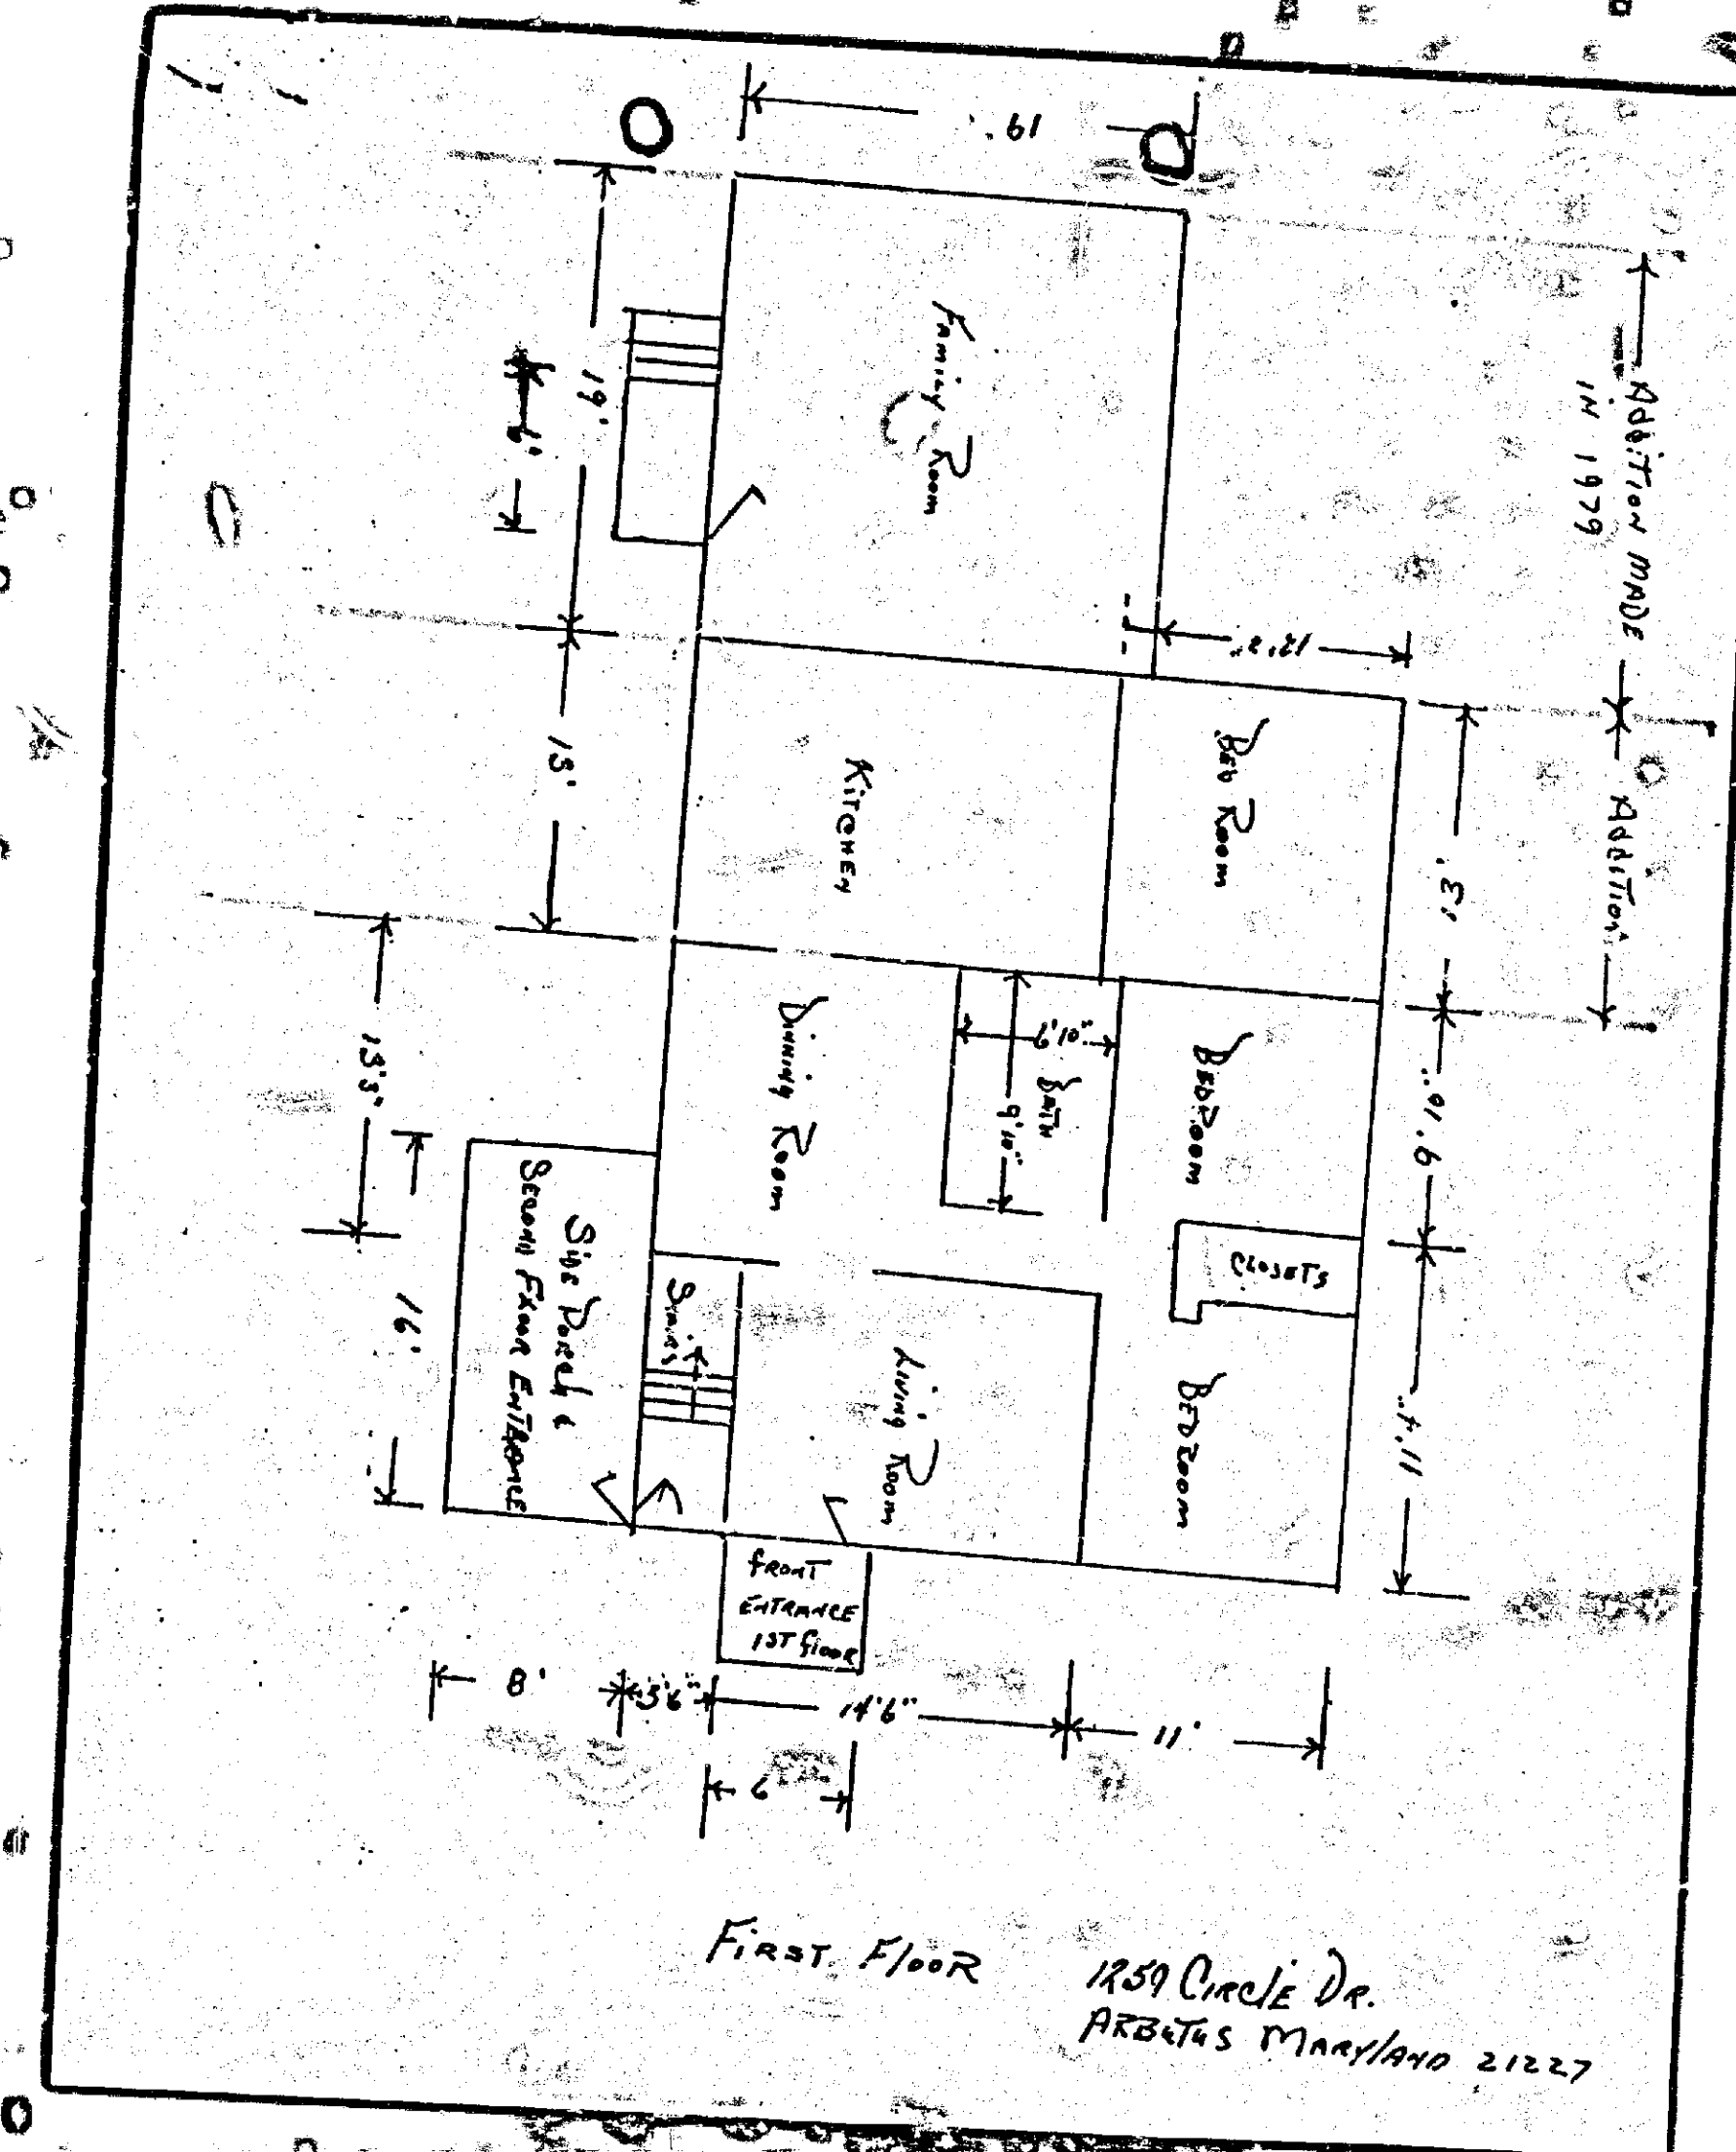 19'
19'
6'
Family Room
Addition made
in 1979
12'2"
Addition
13'
Kitchen
Bed Room
13'
6'10"
Bath
9'10"
9'10"
Dinning Room
Bedroom
13'3"
Closets
Side Porch &
Second Floor Entrance
16'
Stairs
Living Room
Bedroom
11'4"
Front
Entrance
1st floor
8'
3'6"
14'6"
11'
6
First Floor
1259 Circle Dr.
Arbutus Maryland 21227